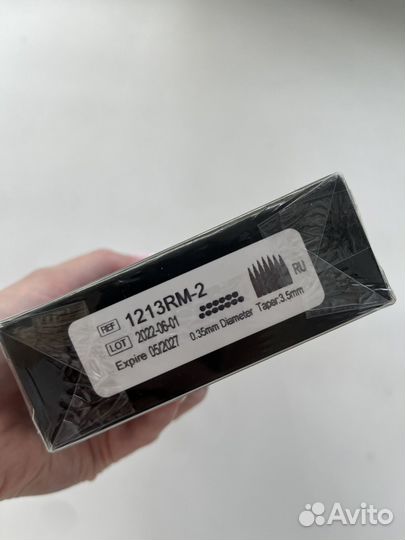 REF 1213RM-2
LOT 2022-06-01
Expire 05/2027
0.35mm Diameter Taper:3.5mm
RU
Avito